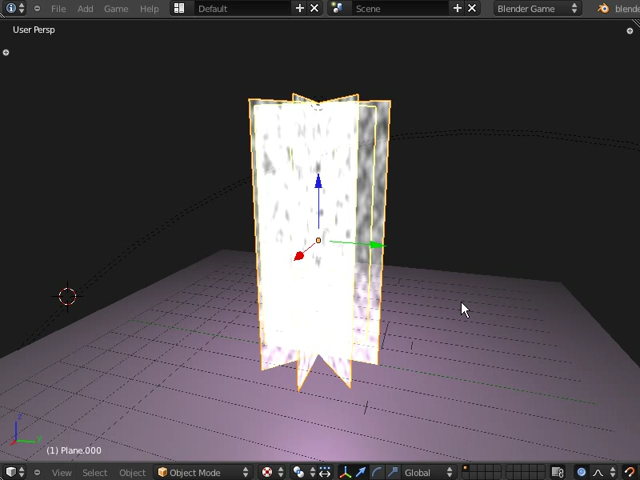 File Add Game Help Default Scene Blender Game blende
User Persp
(1) Plane.000
View Select Object Object Mode Global